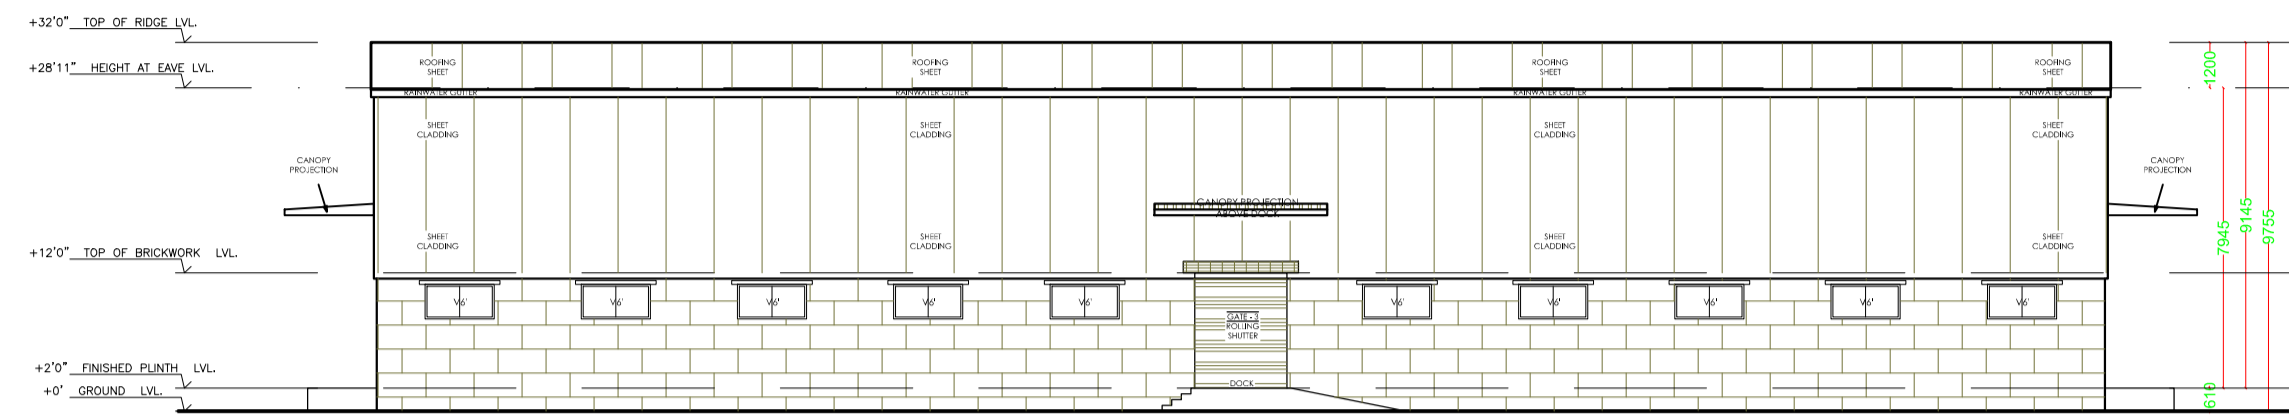 +32'0" TOP OF RIDGE LVL.
+28'11" HEIGHT AT EAVE LVL.
+12'0" TOP OF BRICKWORK LVL.
+2'0" FINISHED PLINTH LVL.
+0' GROUND LVL.
CANOPY
PROJECTION
ROOFING
SHEET
ROOFING
SHEET
ROOFING
SHEET
ROOFING
SHEET
RAINWATER GUTTER
RAINWATER GUTTER
RAINWATER GUTTER
RAINWATER GUTTER
SHEET
CLADDING
SHEET
CLADDING
SHEET
CLADDING
SHEET
CLADDING
CANOPY PROJECTION
ABOVE DOCK
SHEET
CLADDING
SHEET
CLADDING
SHEET
CLADDING
SHEET
CLADDING
V6'
V6'
V6'
V6'
V6'
V6'
V6'
V6'
V6'
V6'
GATE - 3
ROLLING
SHUTTER
DOCK
CANOPY
PROJECTION
1200
7945
9145
9755
610